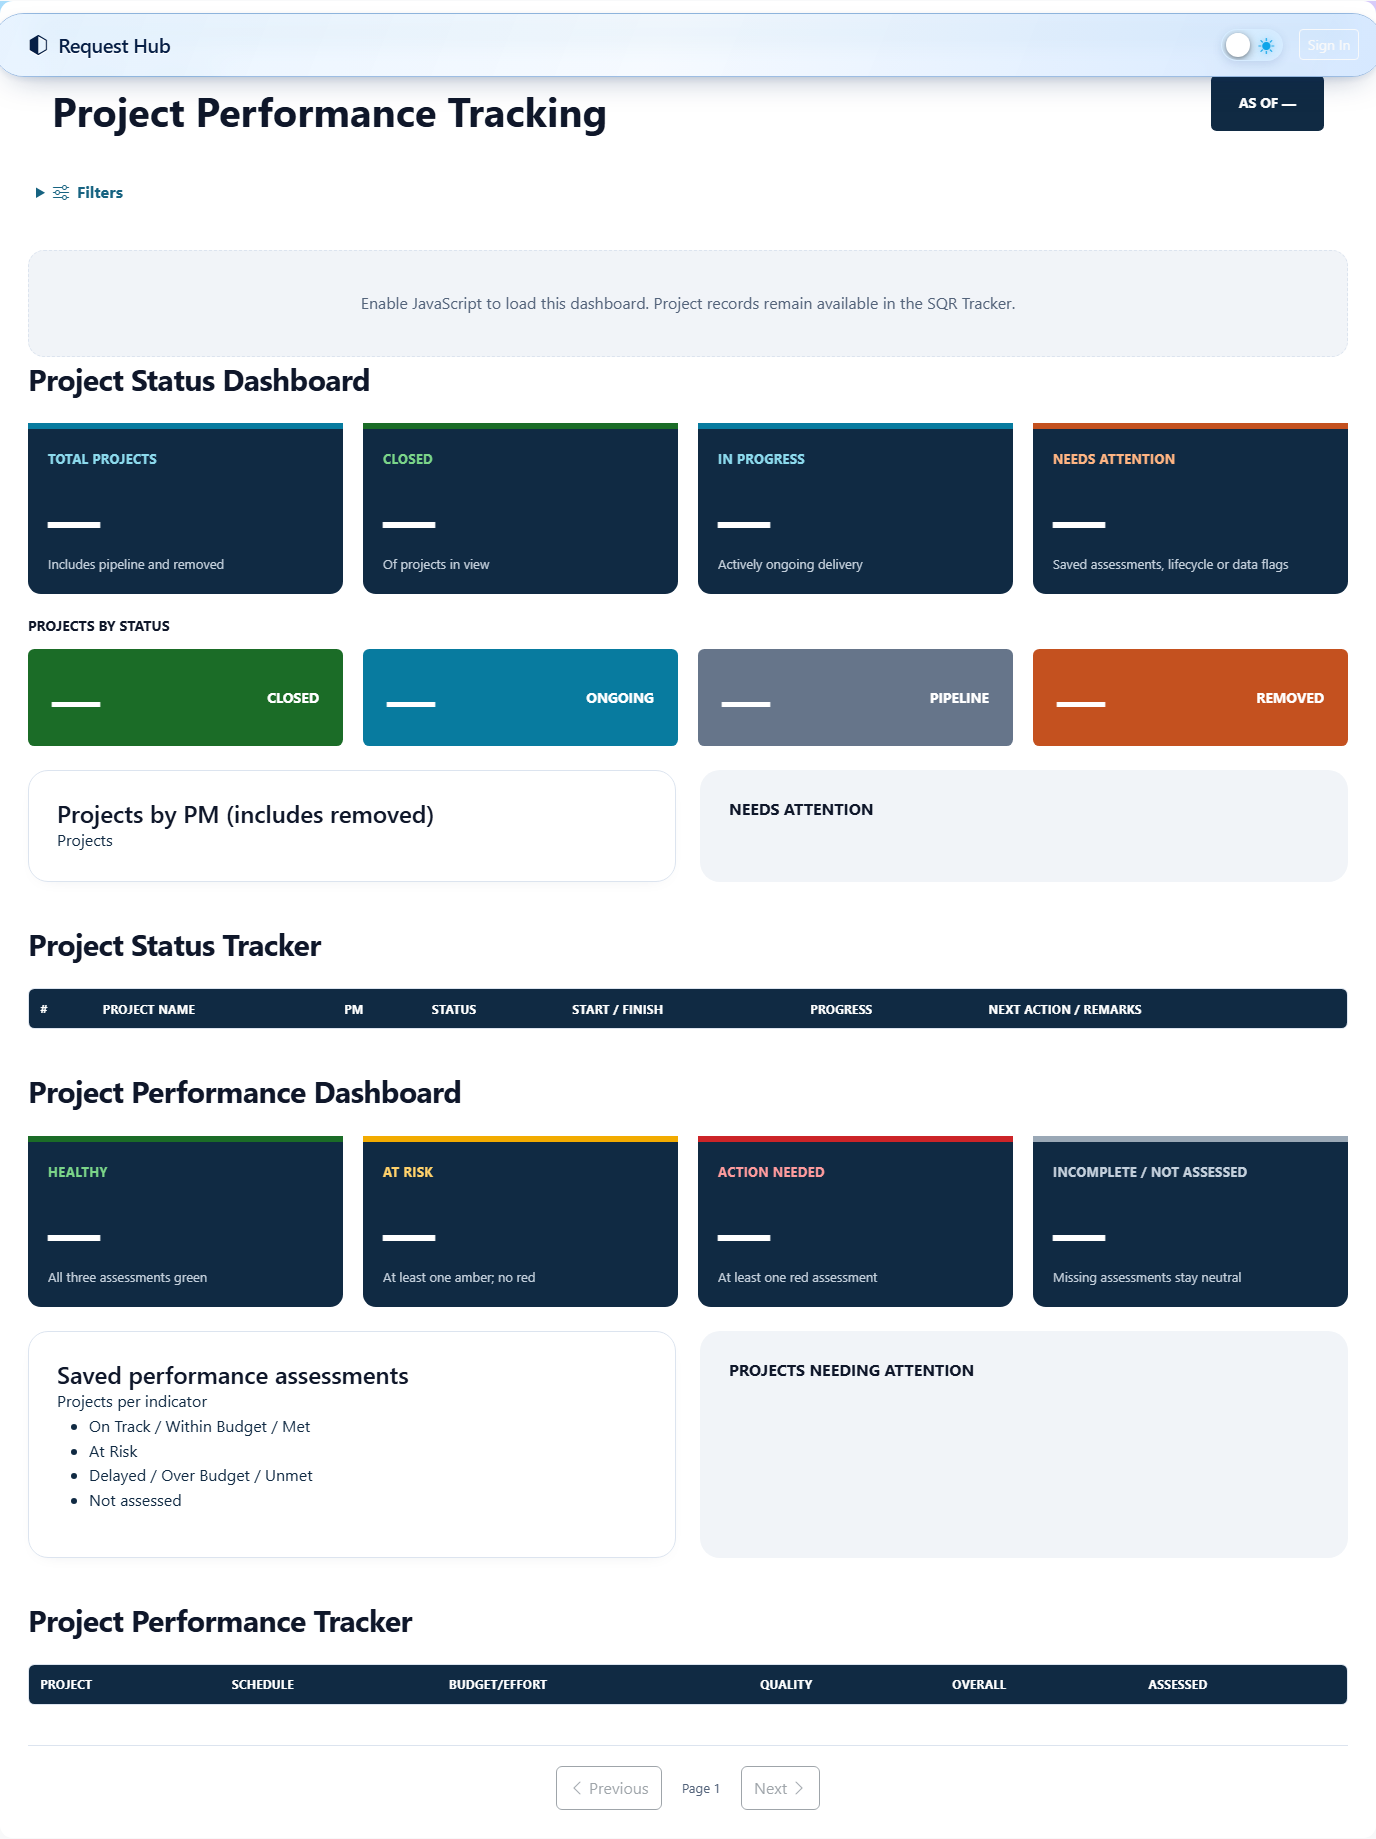 Request Hub
Sign In
Project Performance Tracking
AS OF —
Filters
Enable JavaScript to load this dashboard. Project records remain available in the SQR Tracker.
Project Status Dashboard
TOTAL PROJECTS
—
Includes pipeline and removed
CLOSED
—
Of projects in view
IN PROGRESS
—
Actively ongoing delivery
NEEDS ATTENTION
—
Saved assessments, lifecycle or data flags
PROJECTS BY STATUS
— CLOSED
— ONGOING
— PIPELINE
— REMOVED
Projects by PM (includes removed)
Projects
NEEDS ATTENTION
Project Status Tracker
# PROJECT NAME PM STATUS START / FINISH PROGRESS NEXT ACTION / REMARKS
Project Performance Dashboard
HEALTHY
—
All three assessments green
AT RISK
—
At least one amber; no red
ACTION NEEDED
—
At least one red assessment
INCOMPLETE / NOT ASSESSED
—
Missing assessments stay neutral
Saved performance assessments
Projects per indicator
On Track / Within Budget / Met
At Risk
Delayed / Over Budget / Unmet
Not assessed
PROJECTS NEEDING ATTENTION
Project Performance Tracker
PROJECT SCHEDULE BUDGET/EFFORT QUALITY OVERALL ASSESSED
Previous Page 1 Next